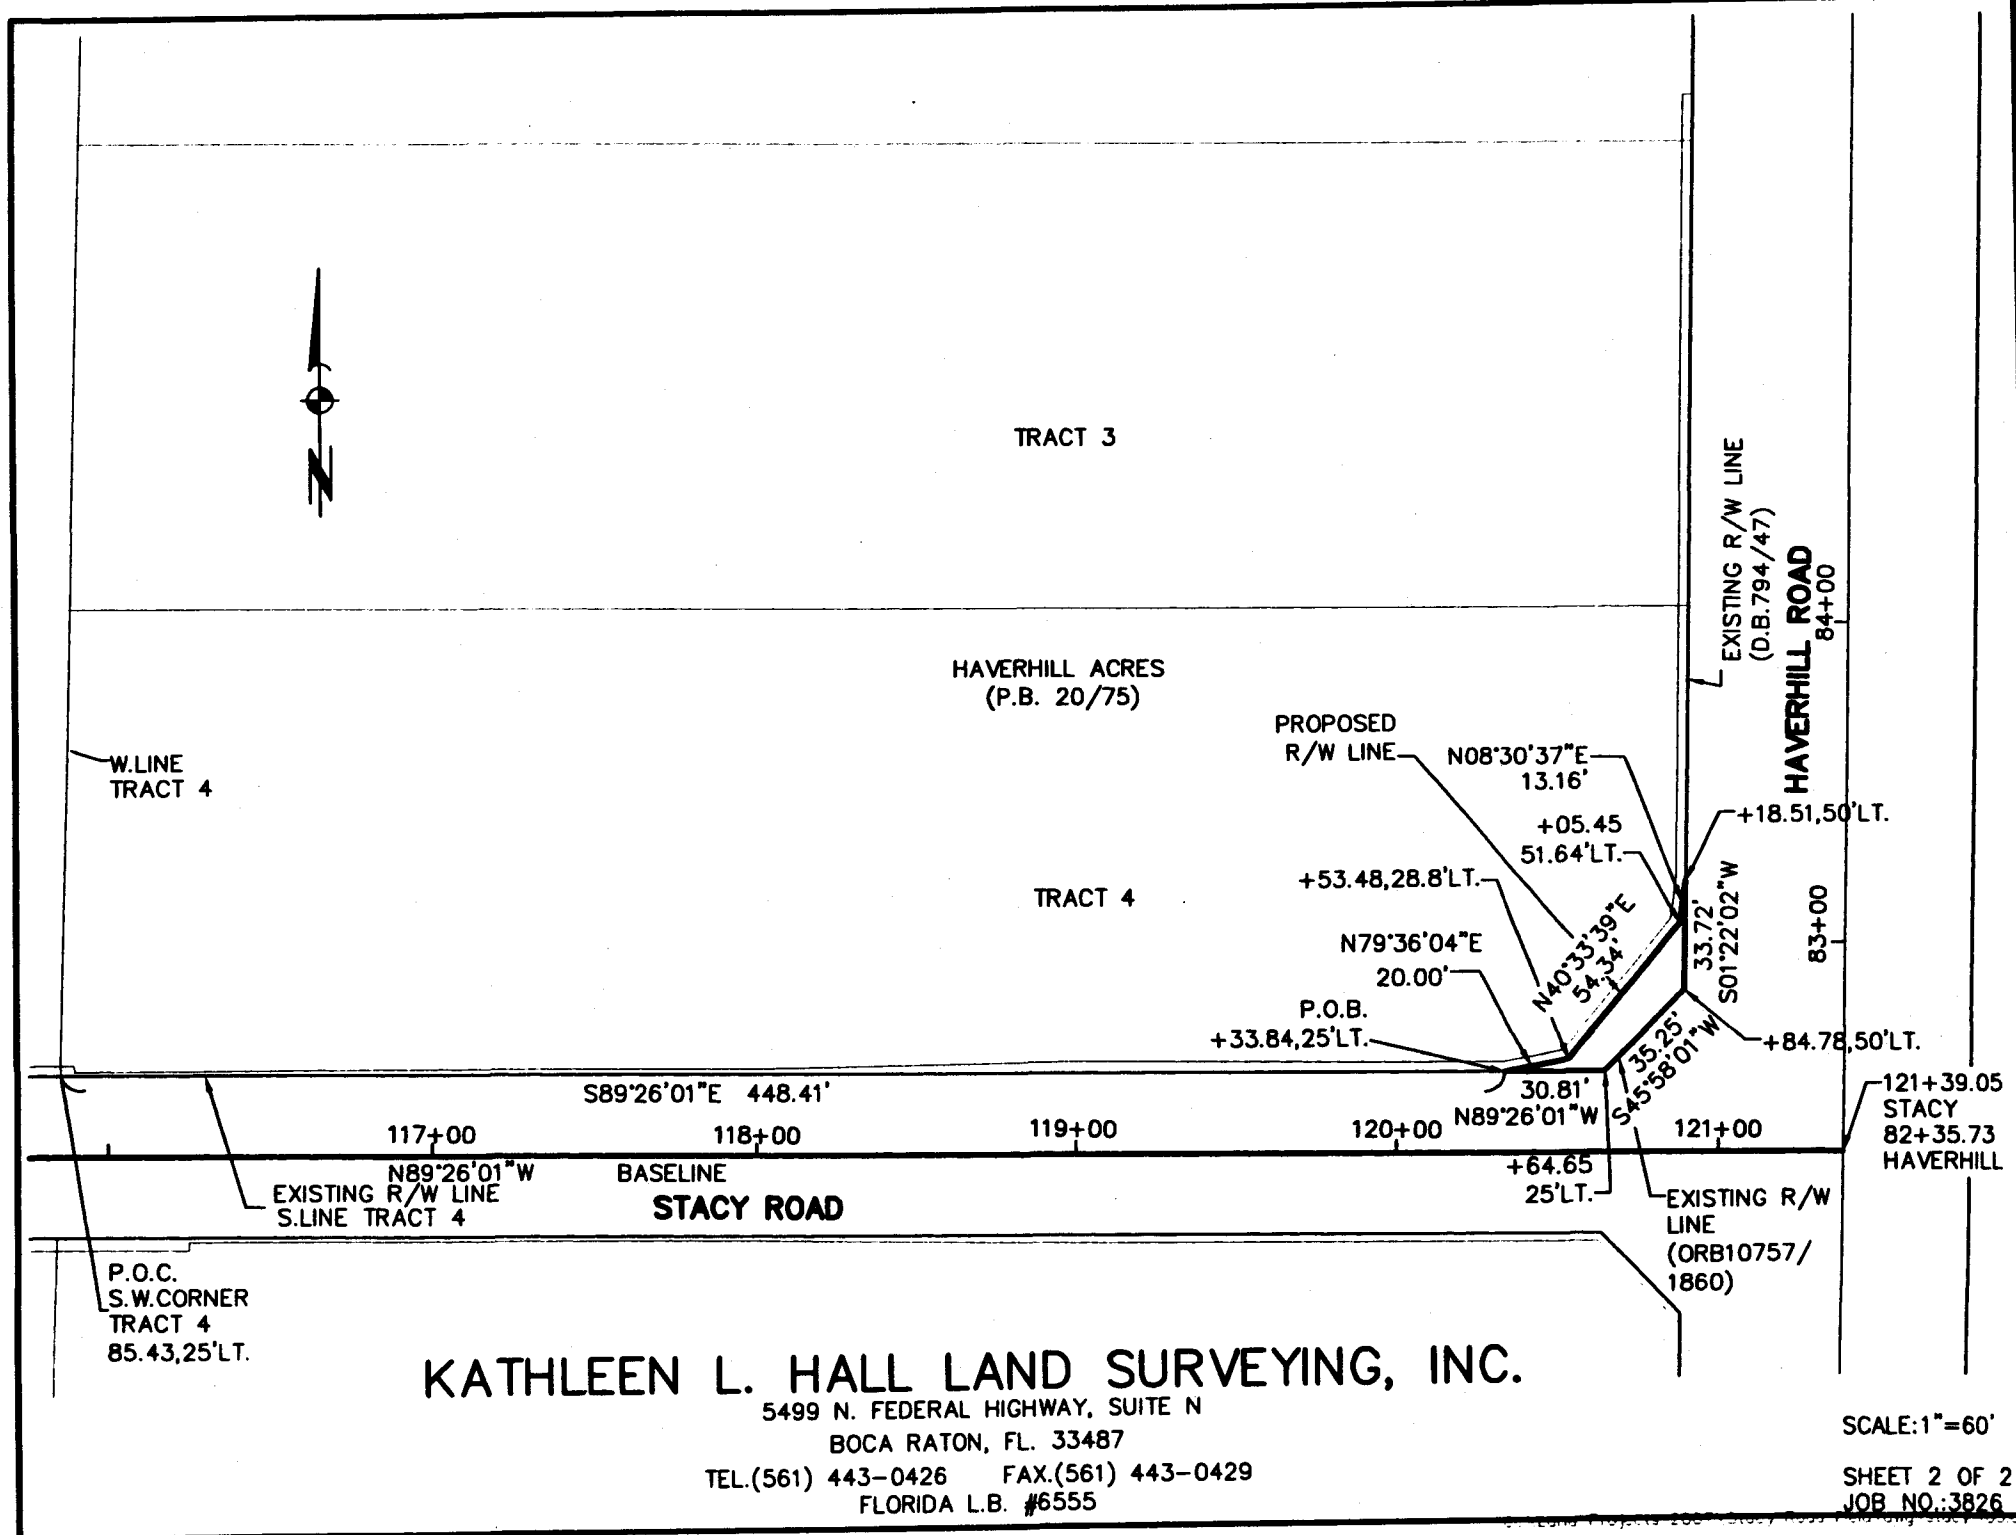 N
TRACT 3
EXISTING R/W LINE
(D.B.794/47)
HAVERHILL ROAD
84+00
83+00
HAVERHILL ACRES
(P.B. 20/75)
PROPOSED
R/W LINE
N08°30'37"E
13.16'
W.LINE
TRACT 4
+18.51,50'LT.
+05.45
51.64'LT.
+53.48,28.8'LT.
TRACT 4
N79°36'04"E
20.00'
N40°33'39"E
54.34'
33.72'
S01°22'02"W
P.O.B.
+33.84,25'LT.
+84.78,50'LT.
35.25'
S45°58'01"W
S89°26'01"E 448.41'
30.81'
N89°26'01"W
121+39.05
STACY
82+35.73
HAVERHILL
117+00
118+00
119+00
120+00
121+00
N89°26'01"W
BASELINE
STACY ROAD
EXISTING R/W LINE
S.LINE TRACT 4
+64.65
25'LT.
EXISTING R/W
LINE
(ORB10757/
1860)
P.O.C.
S.W.CORNER
TRACT 4
85.43,25'LT.
KATHLEEN L. HALL LAND SURVEYING, INC.
5499 N. FEDERAL HIGHWAY, SUITE N
BOCA RATON, FL. 33487
TEL.(561) 443-0426 FAX.(561) 443-0429
FLORIDA L.B. #6555
SCALE:1"=60'
SHEET 2 OF 2
JOB NO.:3826